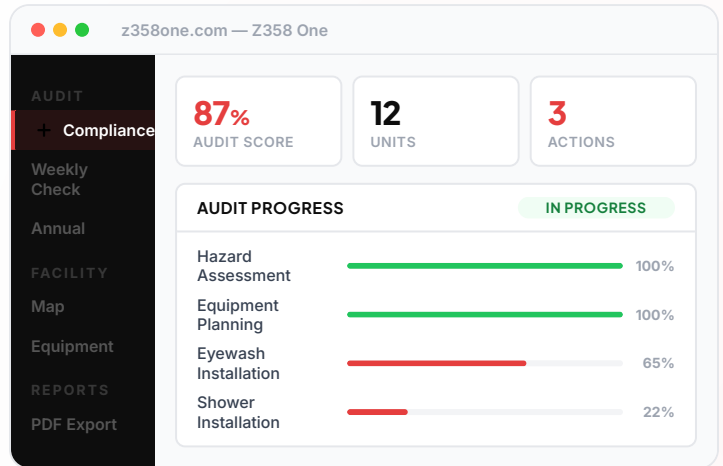 z358one.com — Z358 One
AUDIT
+ Compliance
Weekly
Check
Annual
FACILITY
Map
Equipment
REPORTS
PDF Export
87%
AUDIT SCORE
12
UNITS
3
ACTIONS
AUDIT PROGRESS
IN PROGRESS
Hazard
Assessment
100%
Equipment
Planning
100%
Eyewash
Installation
65%
Shower
Installation
22%